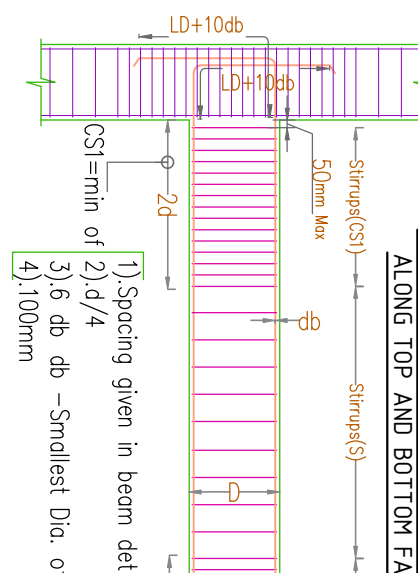 LD+10db
LD+10db
50mm Max
Stirrups(CS1)
2d
CS1=min of
1).Spacing given in beam det
2).d/4
3).6 db db -Smallest Dia. of
4).100mm
db
D
Stirrups(S)
ALONG TOP AND BOTTOM FA